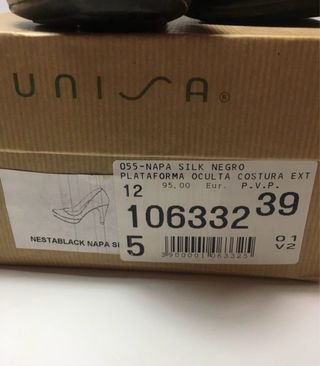 UNISA®
055-NAPA SILK NEGRO
PLATAFORMA OCULTA COSTURA EXT
12 95,00 Eur. P.V.P.
106332 39
5 01
V2
3900001063325
NESTABLACK NAPA SI